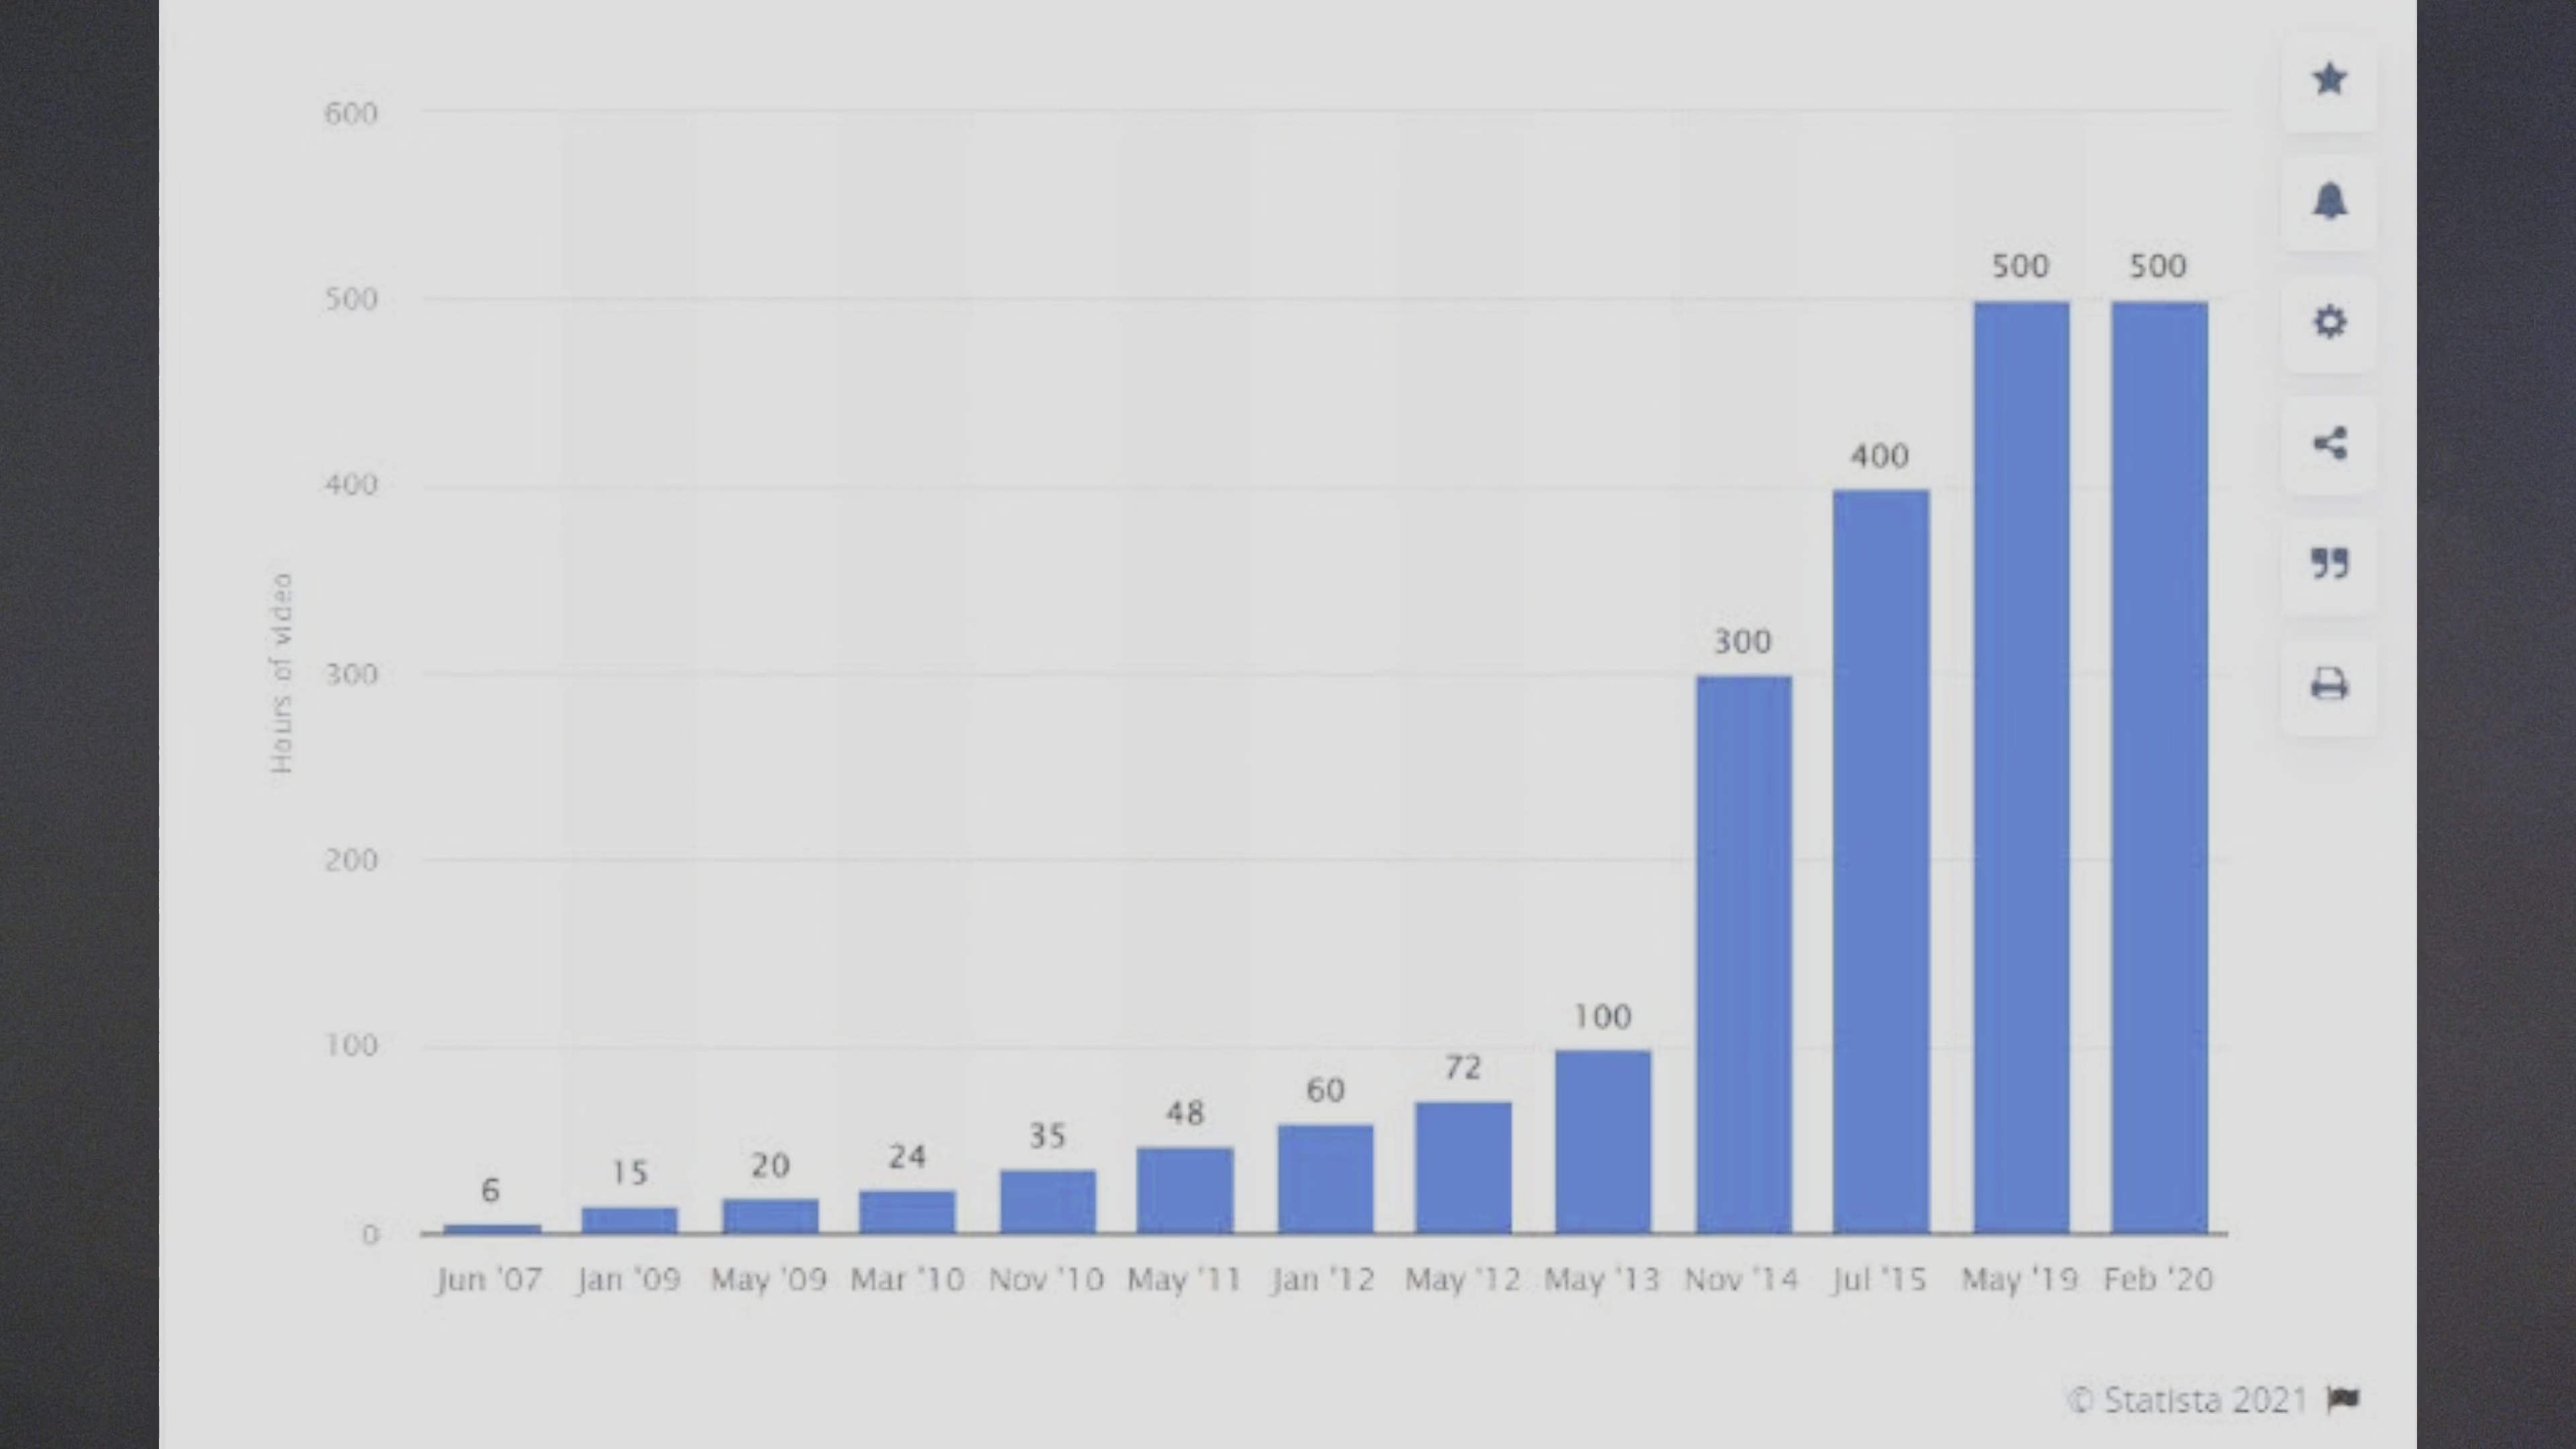 600
500
400
300
200
100
0
Hours of video
6
15
20
24
35
48
60
72
100
300
400
500
500
Jun '07
Jan '09
May '09
Mar '10
Nov '10
May '11
Jan '12
May '12
May '13
Nov '14
Jul '15
May '19
Feb '20
© Statista 2021